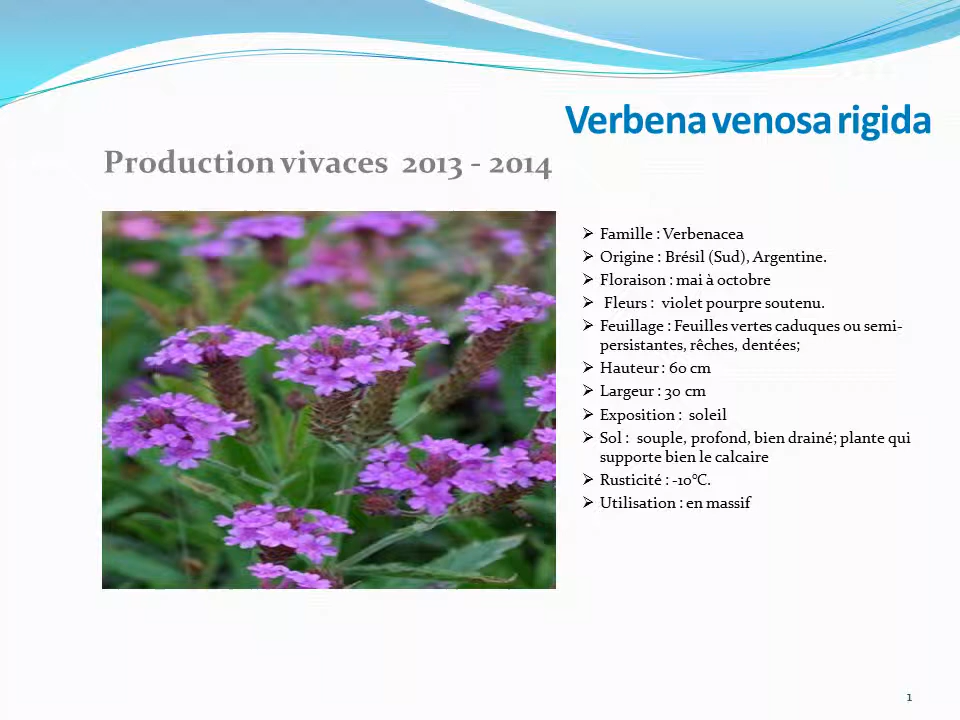 Verbena venosa rigida
Production vivaces 2013 - 2014
➢ Famille : Verbenacea
➢ Origine : Brésil (Sud), Argentine.
➢ Floraison : mai à octobre
➢ Fleurs : violet pourpre soutenu.
➢ Feuillage : Feuilles vertes caduques ou semi-
persistantes, rêches, dentées;
➢ Hauteur : 60 cm
➢ Largeur : 30 cm
➢ Exposition : soleil
➢ Sol : souple, profond, bien drainé; plante qui
supporte bien le calcaire
➢ Rusticité : -10°C.
➢ Utilisation : en massif
1